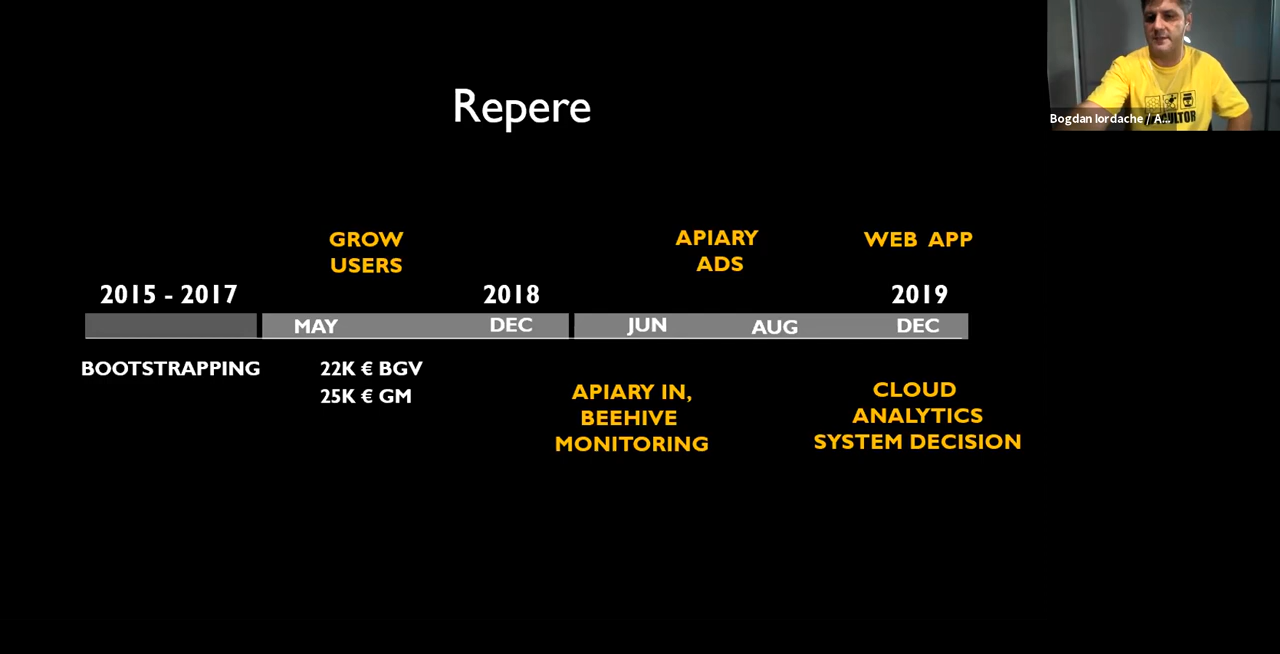 Repere
Bogdan Iordache / A...
GROW
USERS
APIARY
ADS
WEB APP
2015 - 2017
2018
2019
MAY
DEC
JUN
AUG
DEC
BOOTSTRAPPING
22K € BGV
25K € GM
APIARY IN,
BEEHIVE
MONITORING
CLOUD
ANALYTICS
SYSTEM DECISION